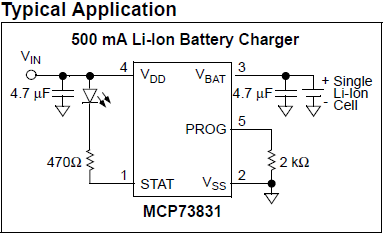 Typical Application
500 mA Li-Ion Battery Charger
VIN
4 VDD
VBAT 3
4.7 μF
4.7 μF
+ Single
Li-Ion
- Cell
PROG 5
470Ω
2 kΩ
1 STAT
VSS 2
MCP73831